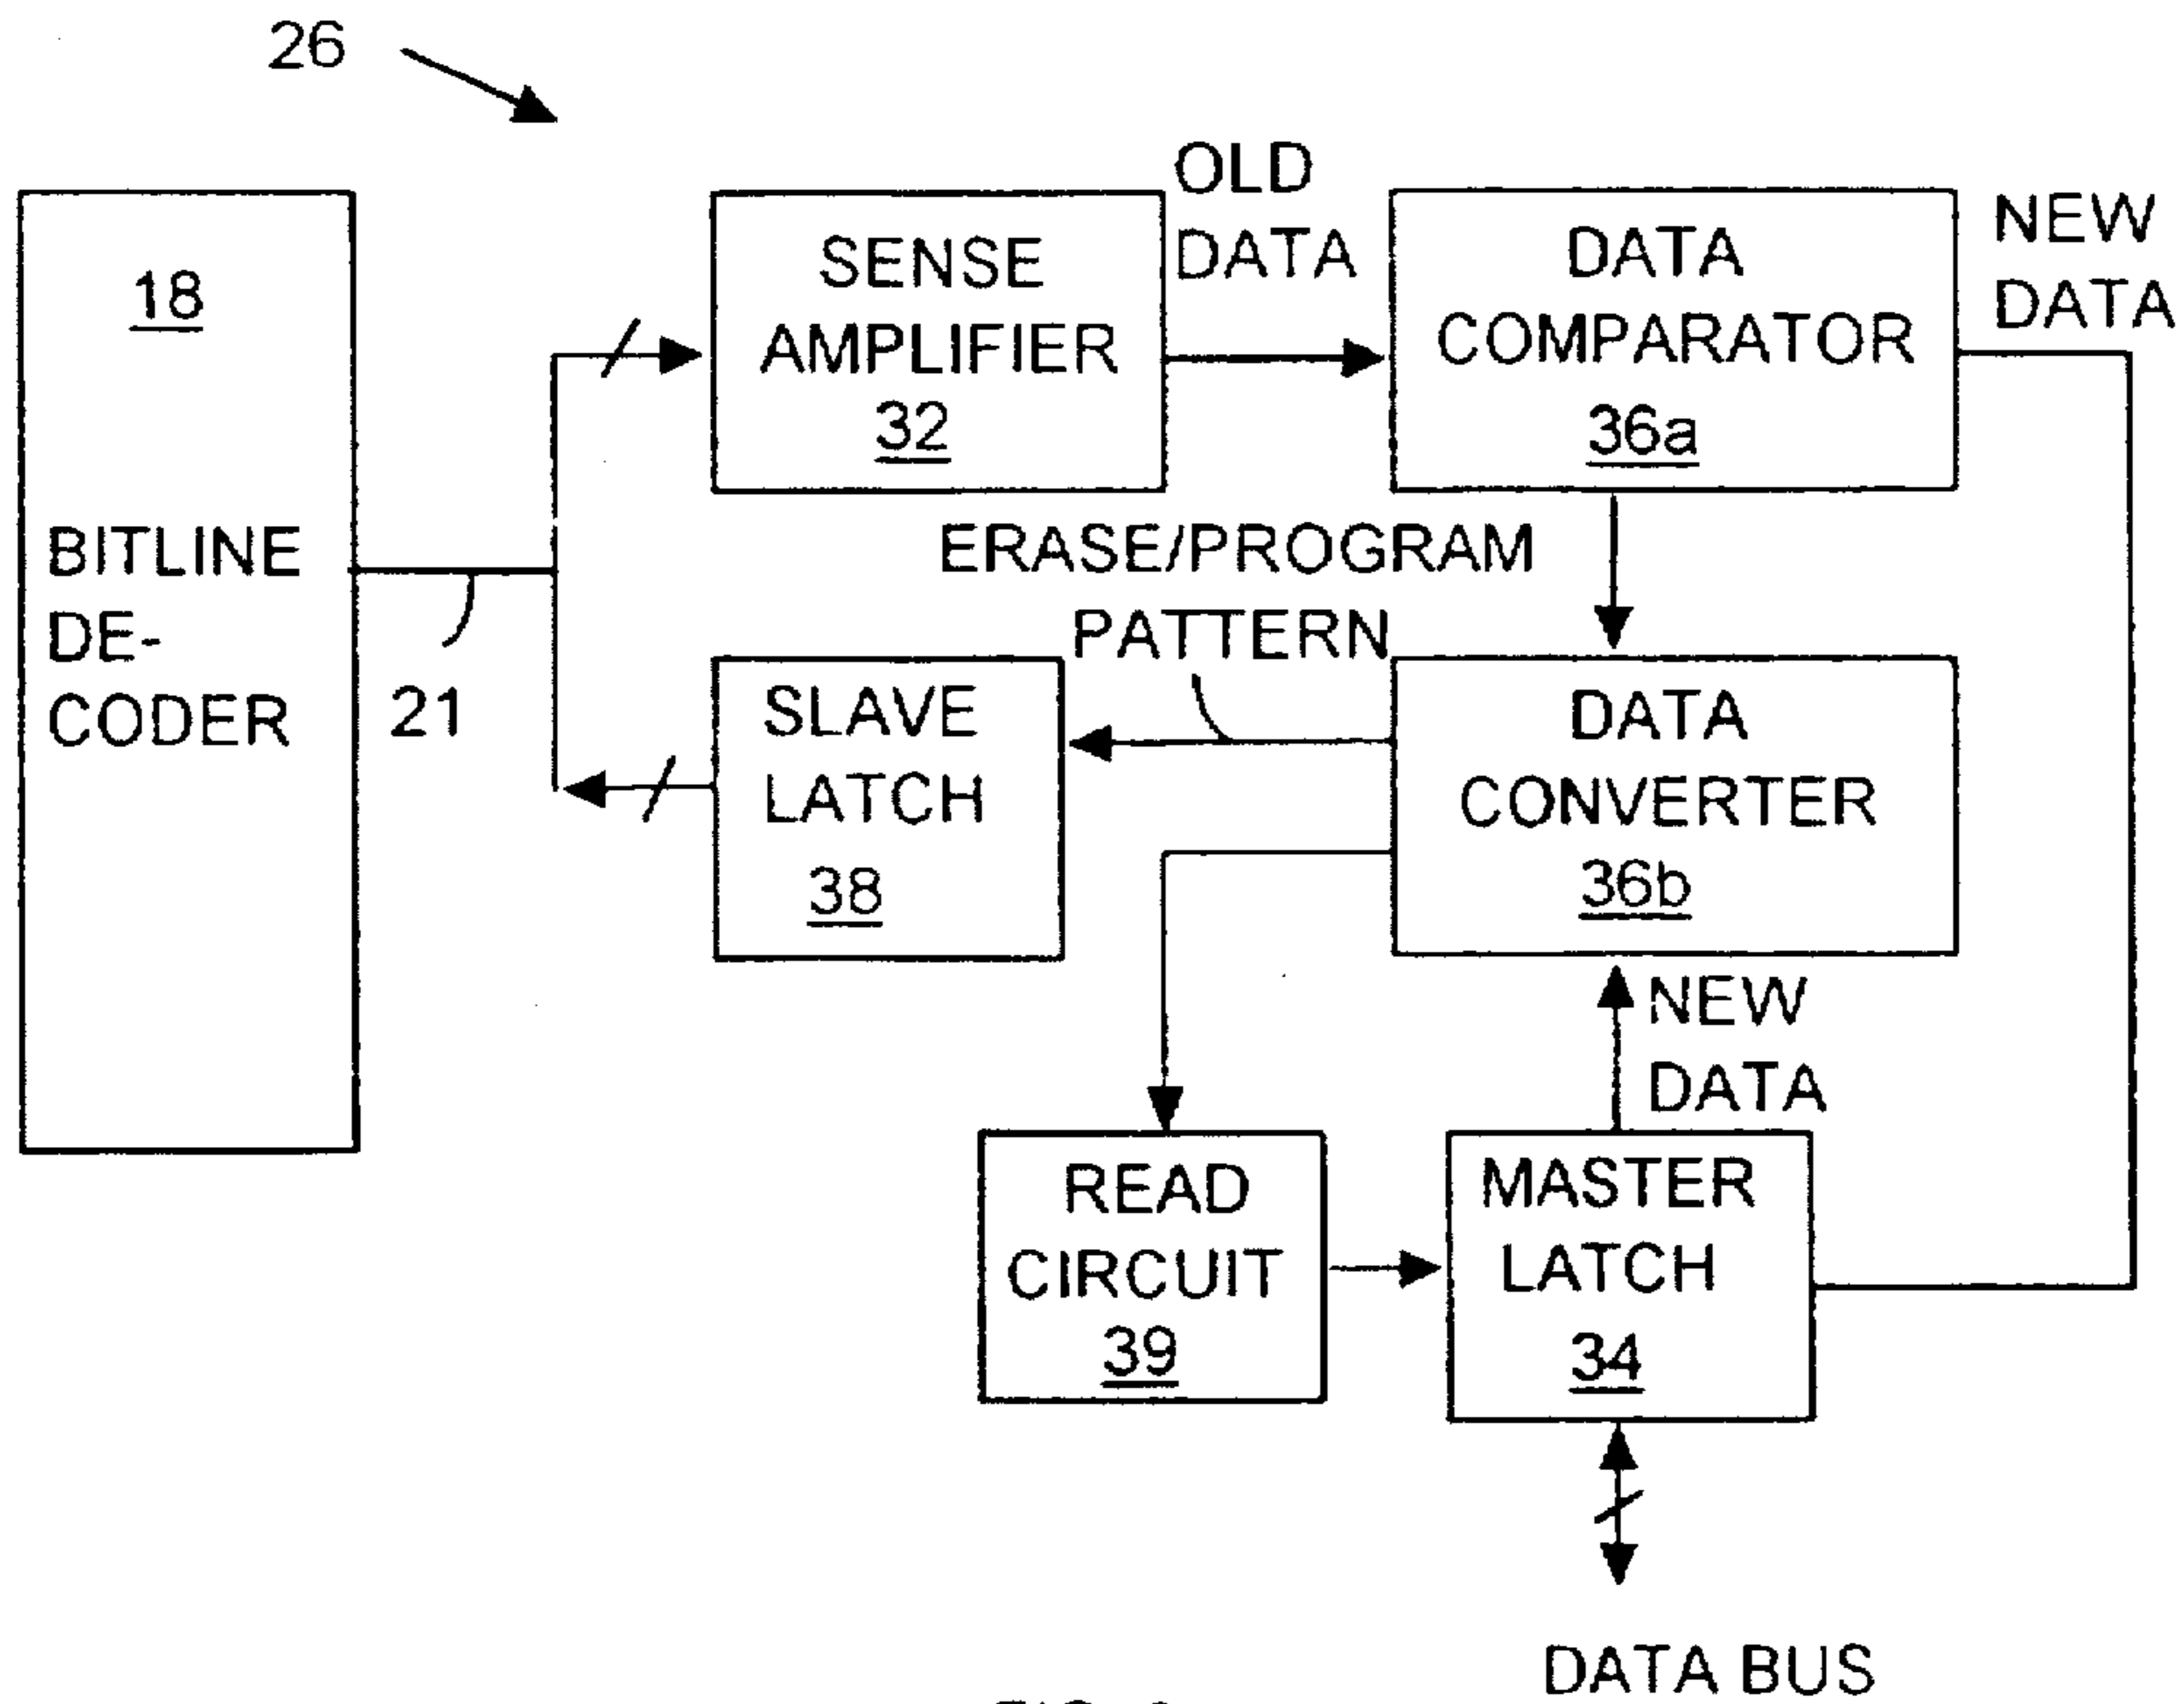 26
18
BITLINE
DE-
CODER
21
SENSE
AMPLIFIER
32
OLD
DATA
DATA
COMPARATOR
36a
NEW
DATA
ERASE/PROGRAM
PATTERN
SLAVE
LATCH
38
DATA
CONVERTER
36b
NEW
DATA
READ
CIRCUIT
39
MASTER
LATCH
34
DATA BUS